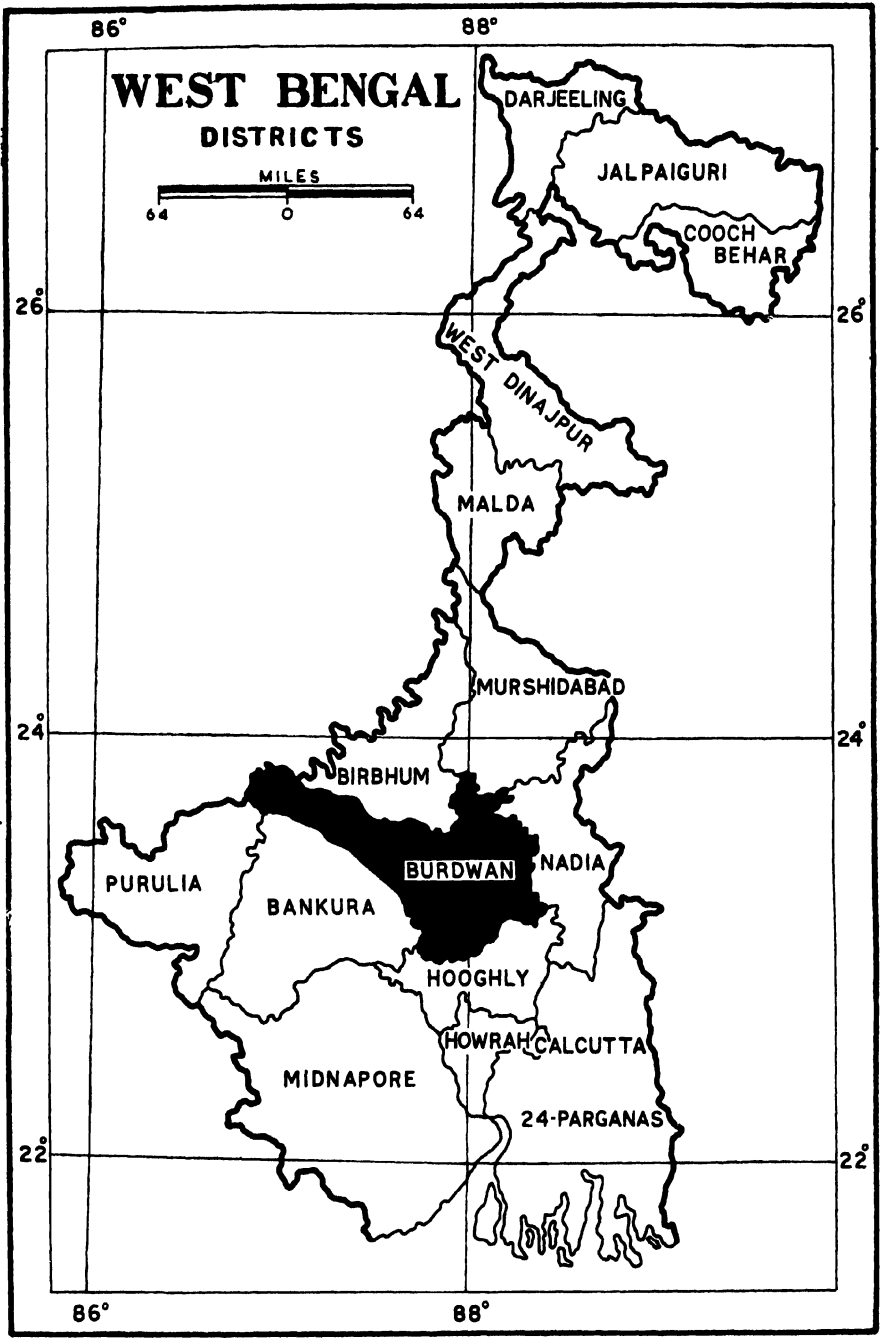 86° 88°
WEST BENGAL
DISTRICTS
MILES
64 0 64
DARJEELING
JALPAIGURI
COOCH
BEHAR
26° 26°
WEST DINAJPUR
MALDA
MURSHIDABAD
24° 24°
BIRBHUM
BURDWAN
NADIA
PURULIA
BANKURA
HOOGHLY
HOWRAH
CALCUTTA
MIDNAPORE
24-PARGANAS
22° 22°
86° 88°